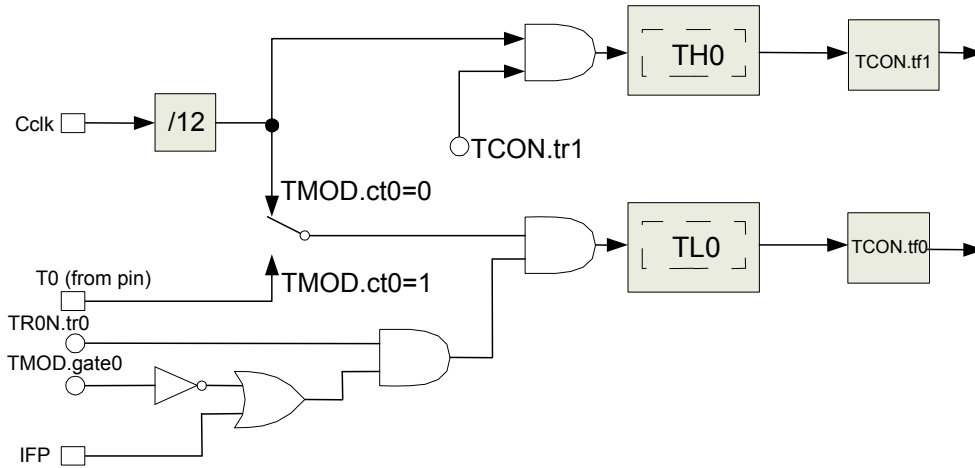 TH0
TCON.tf1
Cclk
/12
TCON.tr1
TMOD.ct0=0
TL0
TCON.tf0
T0 (from pin)
TMOD.ct0=1
TR0N.tr0
TMOD.gate0
IFP